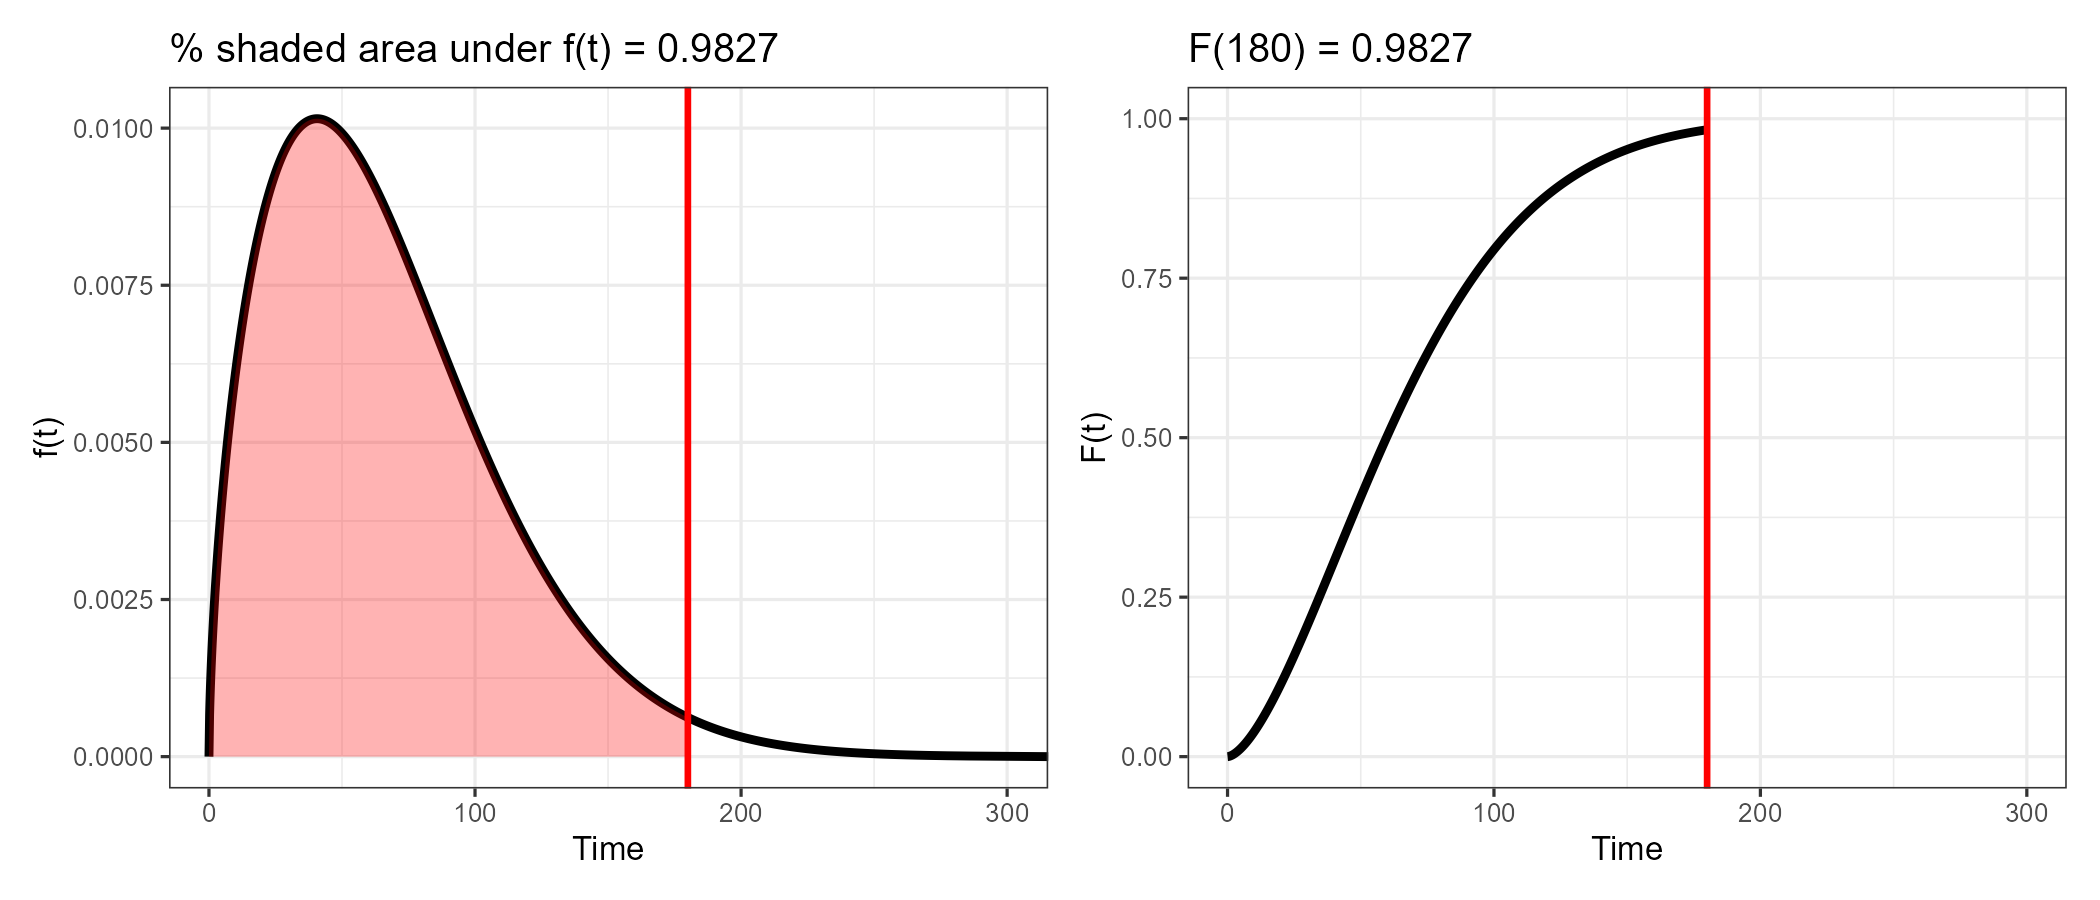 % shaded area under f(t) = 0.9827
f(t)
0.0100
0.0075
0.0050
0.0025
0.0000
0 100 200 300
Time
F(180) = 0.9827
F(t)
1.00
0.75
0.50
0.25
0.00
0 100 200 300
Time